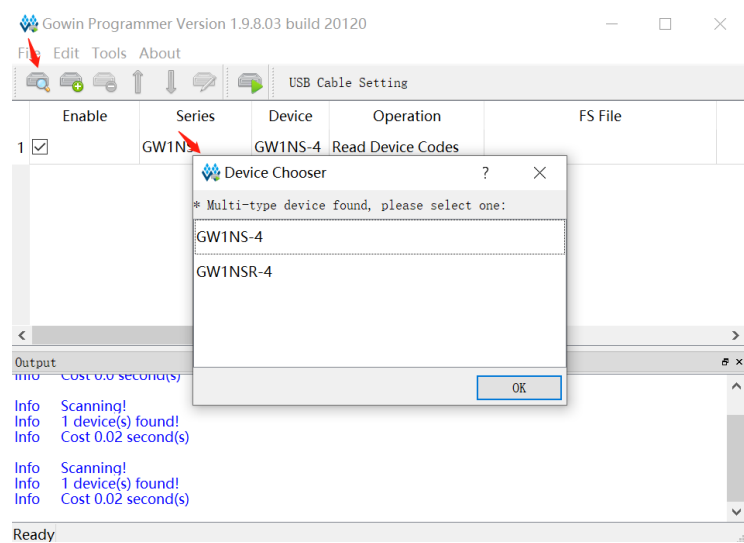 Gowin Programmer Version 1.9.8.03 build 20120
File Edit Tools About
USB Cable Setting
Enable Series Device Operation FS File
1 GW1NS GW1NS-4 Read Device Codes
Device Chooser ?
* Multi-type device found, please select one:
GW1NS-4
GW1NSR-4
OK
Output
Info Cost 0.0 second(s)
Info Scanning!
Info 1 device(s) found!
Info Cost 0.02 second(s)
Info Scanning!
Info 1 device(s) found!
Info Cost 0.02 second(s)
Ready